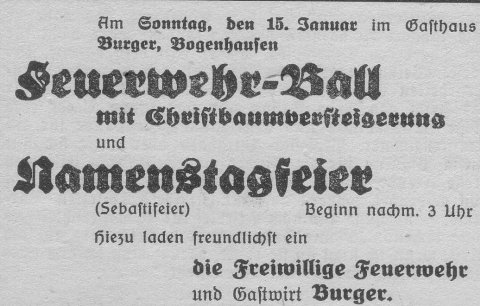 Am Sonntag, den 15. Januar im Gasthaus
Burger, Bogenhausen
Feuerwehr-Ball
mit Christbaumversteigerung
und
Namenstagfeier
(Sebastifeier) Beginn nachm. 3 Uhr
Hiezu laden freundlichst ein
die Freiwillige Feuerwehr
und Gastwirt Burger.